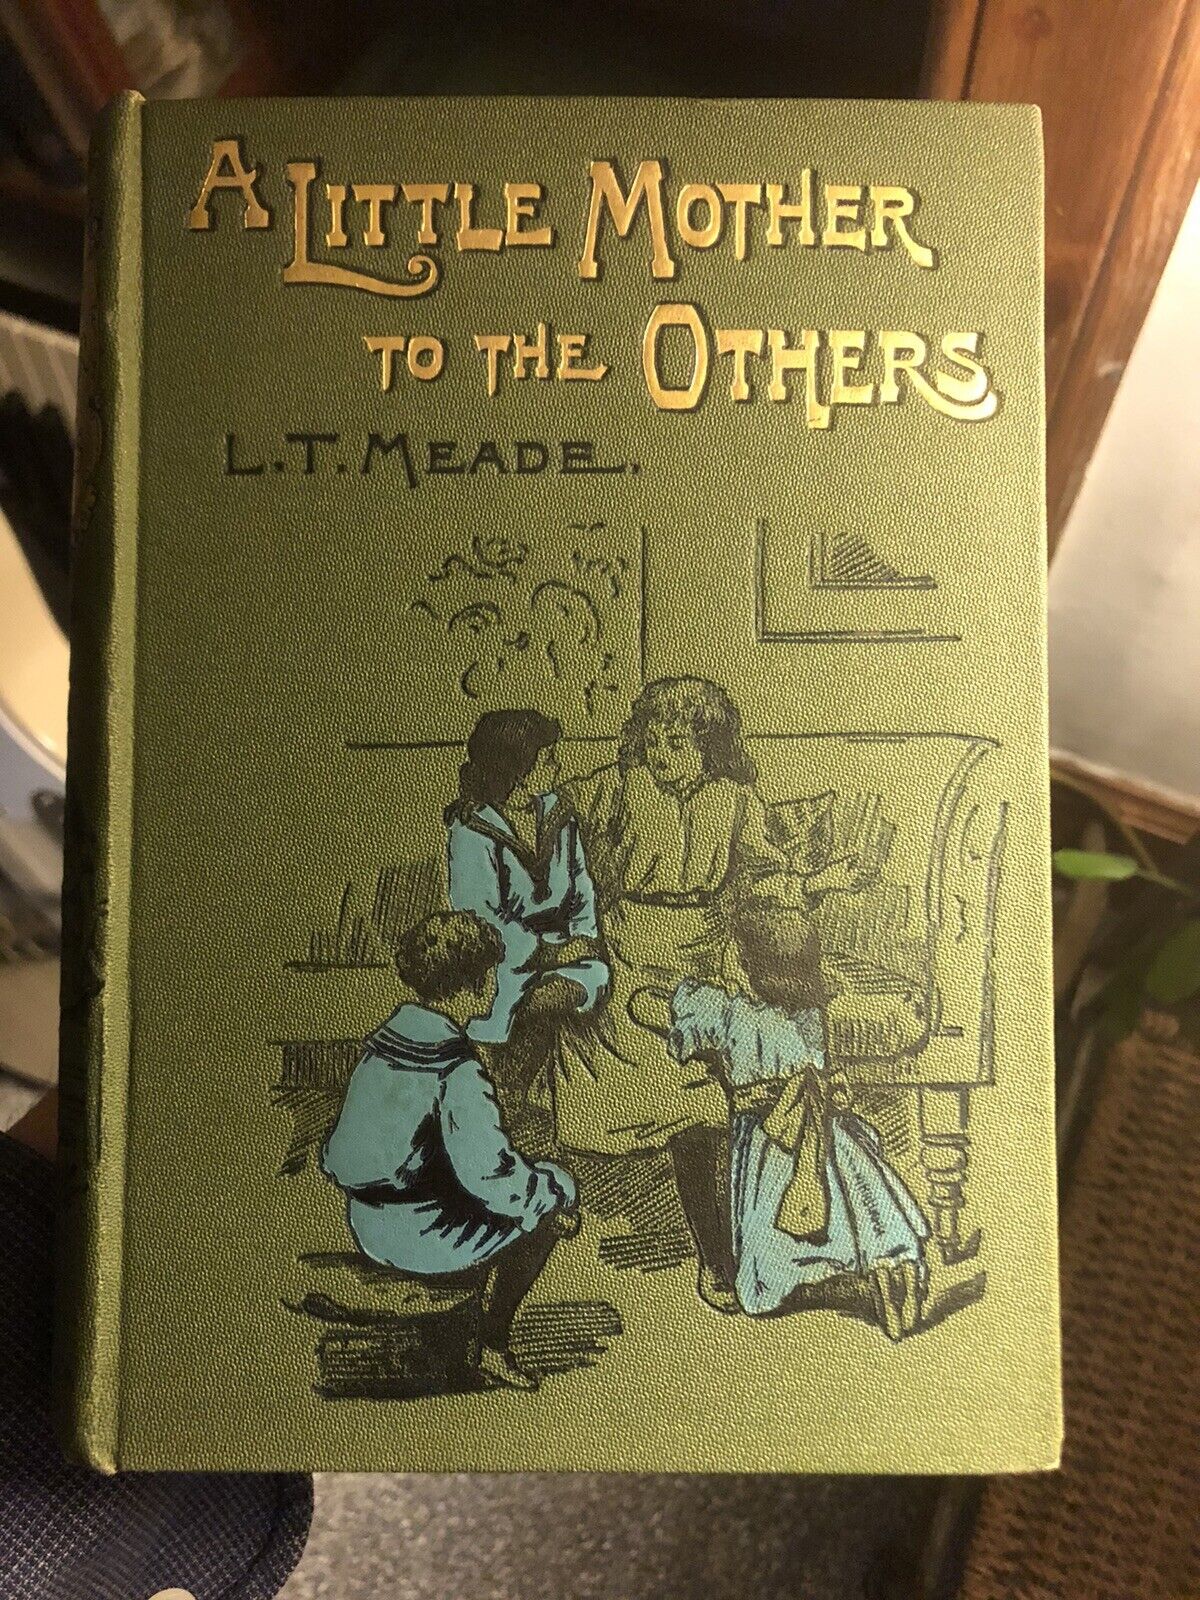 A LITTLE MOTHER
TO THE OTHERS
L.T. MEADE.